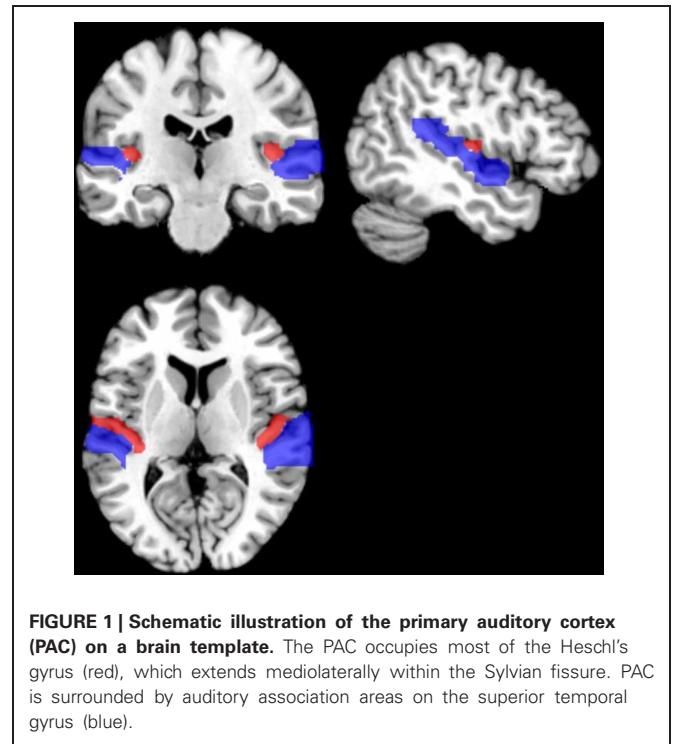 FIGURE 1 | Schematic illustration of the primary auditory cortex
(PAC) on a brain template. The PAC occupies most of the Heschl's
gyrus (red), which extends mediolaterally within the Sylvian fissure. PAC
is surrounded by auditory association areas on the superior temporal
gyrus (blue).